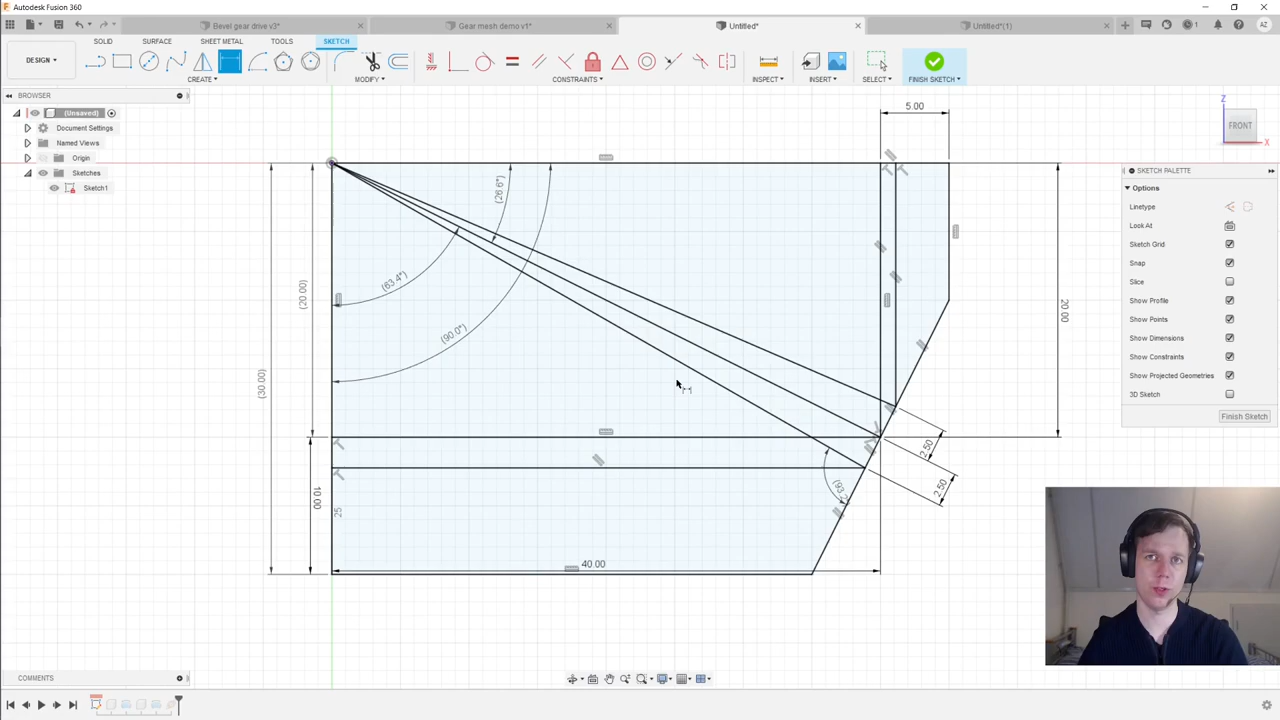 Autodesk Fusion 360
Bevel gear drive v3*
Gear mesh demo v1*
Untitled*
Untitled*(1)
1
AZ
DESIGN
SOLID
SURFACE
SHEET METAL
TOOLS
SKETCH
CREATE
MODIFY
CONSTRAINTS
INSPECT
INSERT
SELECT
FINISH SKETCH
BROWSER
(Unsaved)
Document Settings
Named Views
Origin
Sketches
Sketch1
5.00
Z
FRONT
X
SKETCH PALETTE
Options
Linetype
Look At
Sketch Grid
Snap
Slice
Show Profile
Show Points
Show Dimensions
Show Constraints
Show Projected Geometries
3D Sketch
Finish Sketch
(26.6°)
(63.4°)
(90.0°)
(20.00)
(30.00)
20.00
2.50
2.50
10.00
25
40.00
COMMENTS